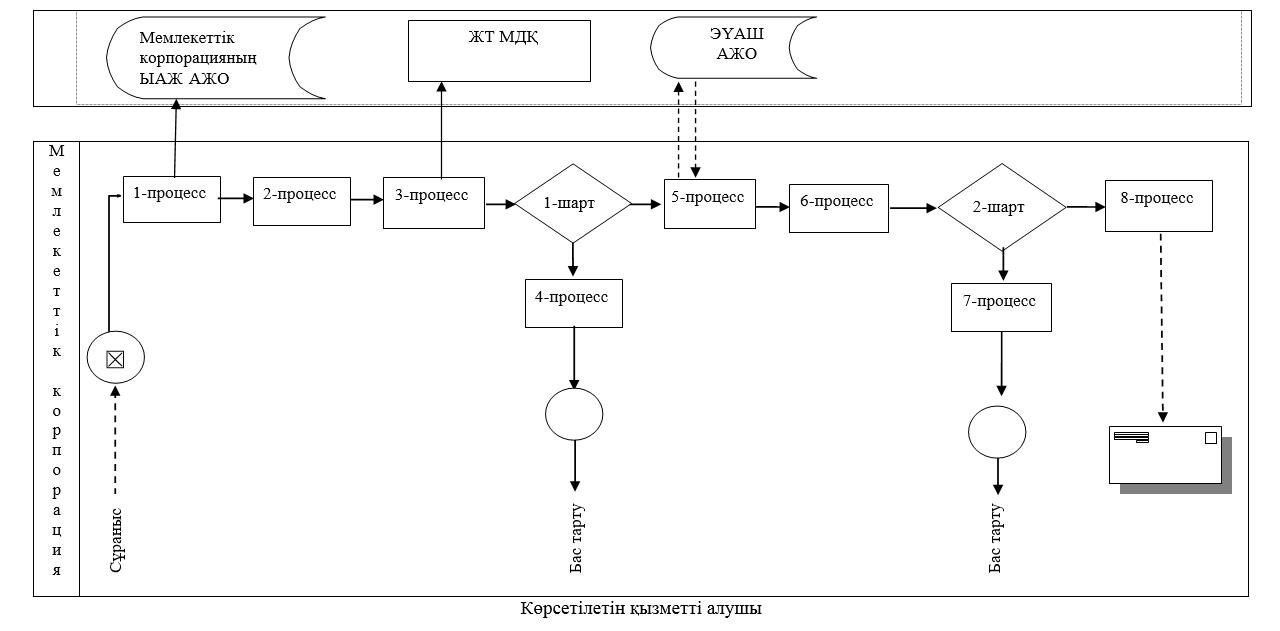 Мемлекеттік
корпорацияның
ЫАЖ АЖО
ЖТ МДҚ
ЭҮАШ
АЖО
Мемлекеттік корпорация
1-процесс
2-процесс
3-процесс
1-шарт
5-процесс
6-процесс
2-шарт
8-процесс
4-процесс
7-процесс
Сұраныс
Бас тарту
Бас тарту
Көрсетілетін қызметті алушы